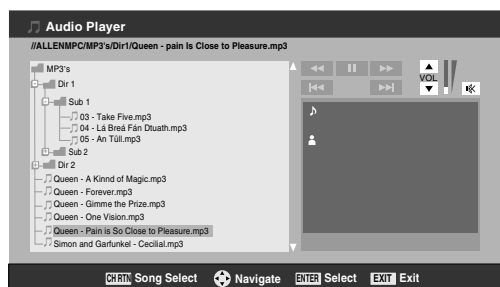 Audio Player
//ALLENMPC/MP3's/Dir1/Queen - pain Is Close to Pleasure.mp3
MP3's
Dir 1
Sub 1
03 - Take Five.mp3
04 - Lá Breá Fán Dtuath.mp3
05 - An Tûll.mp3
Sub 2
Dir 2
Queen - A Kinnd of Magic.mp3
Queen - Forever.mp3
Queen - Gimme the Prize.mp3
Queen - One Vision.mp3
Queen - Pain is So Close to Pleasure.mp3
Simon and Garfunkel - Cecilial.mp3
VOL
CH RTN Song Select Navigate ENTER Select EXIT Exit